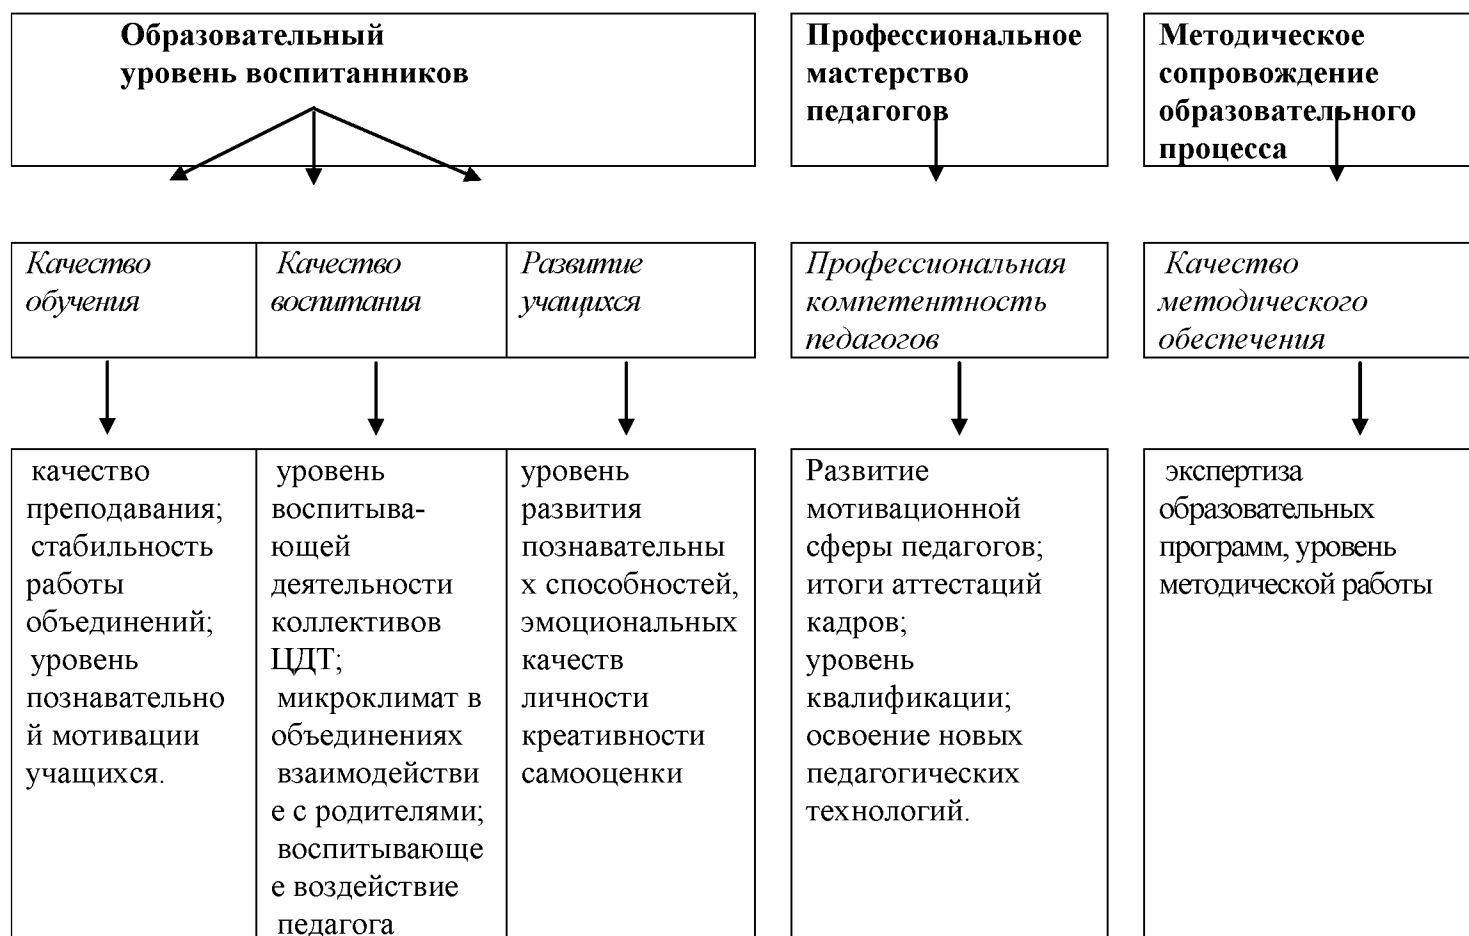 Образовательный
уровень воспитанников
Профессиональное
мастерство
педагогов
Методическое
сопровождение
образовательного
процесса
Качество
обучения
Качество
воспитания
Развитие
учащихся
Профессиональная
компетентность
педагогов
Качество
методического
обеспечения
качество
преподавания;
стабильность
работы
объединений;
уровень
познавательно
й мотивации
учащихся.
уровень
воспитыва-
ющей
деятельности
коллективов
ЦДТ;
микроклимат в
объединениях
взаимодействи
е с родителями;
воспитывающе
е воздействие
педагога
уровень
развития
познавательны
х способностей,
эмоциональных
качеств
личности
креативности
самооценки
Развитие
мотивационной
сферы педагогов;
итоги аттестаций
кадров;
уровень
квалификации;
освоение новых
педагогических
технологий.
экспертиза
образовательных
программ, уровень
методической работы